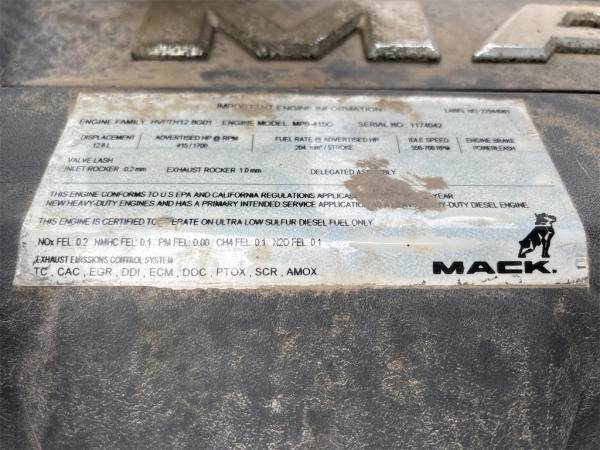 MA
IMPORTANT ENGINE INFORMATION
ENGINE FAMILY HVPTH12.8G01 ENGINE MODEL MP8-415C SERIAL NO. 1174942
DISPLACEMENT ADVERTISED HP @ RPM FUEL RATE @ ADVERTISED HP IDLE SPEED ENGINE BRAKE
12.8 L 415 / 1700 204 mm³ / STROKE 550-700 RPM POWERLEASH
VALVE LASH
INLET ROCKER 0.2 mm EXHAUST ROCKER 1.0 mm DELEGATED ASSEMBLY
THIS ENGINE CONFORMS TO U.S EPA AND CALIFORNIA REGULATIONS YEAR
NEW HEAVY-DUTY ENGINES AND HAS A PRIMARY INTENDED SERVICE DIESEL ENGINE.
THIS ENGINE IS CERTIFIED TO OPERATE ON ULTRA LOW SULFUR DIESEL FUEL ONLY
NOx FEL: 0.2 NMHC FEL: 0.1 PM FEL: 0.00 CH4 FEL: 0.1 N2O FEL: 0.1
EXHAUST EMISSIONS CONTROL SYSTEM
TC , CAC , EGR , DDI , ECM , DOC , PTOX , SCR , AMOX
MACK.